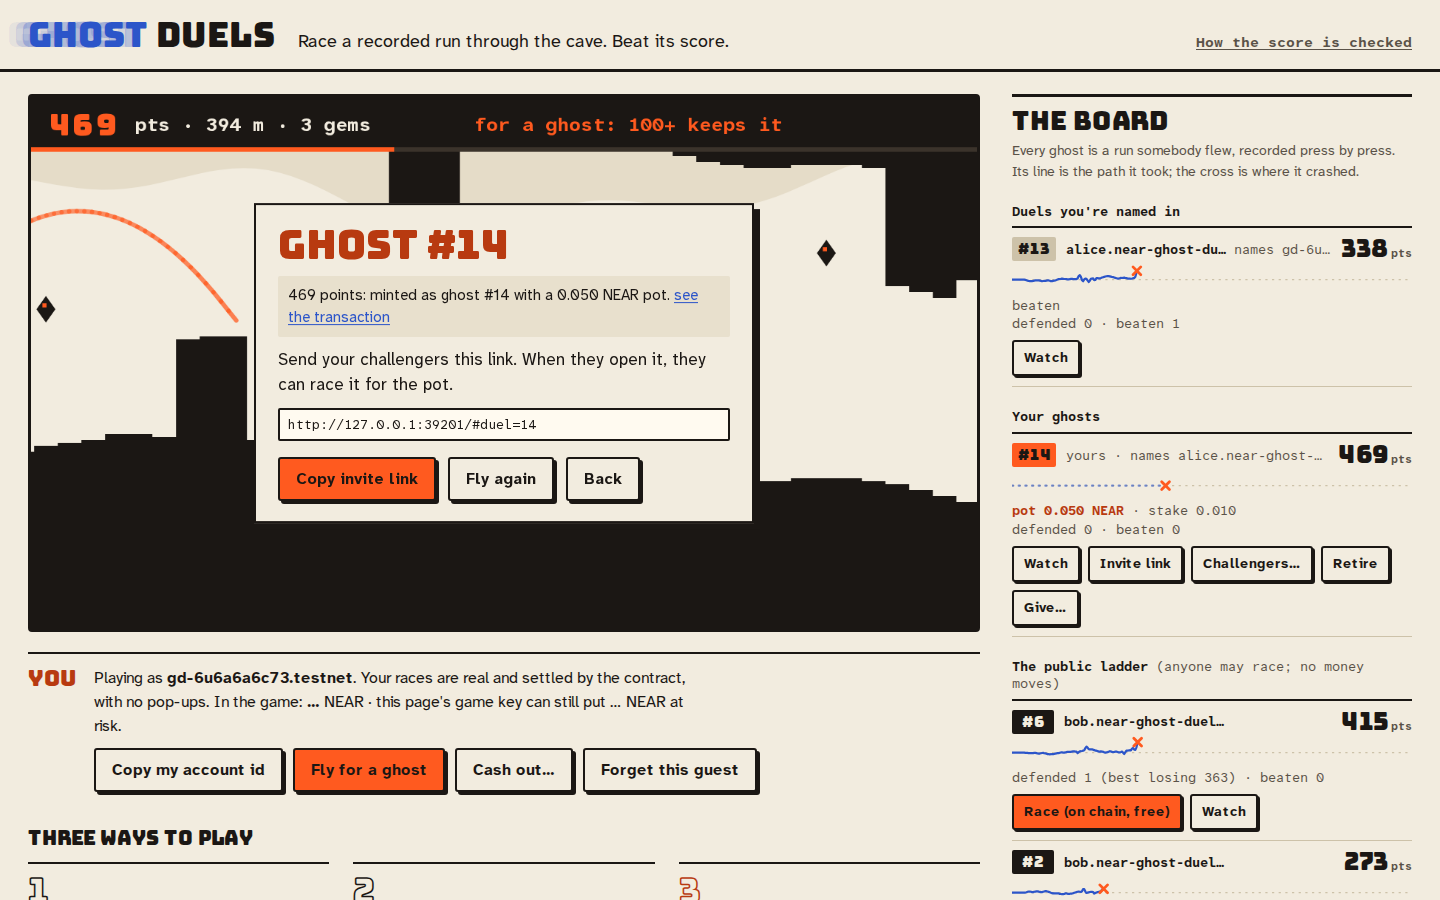 GHOST DUELS
Race a recorded run through the cave. Beat its score.
How the score is checked
469 pts · 394 m · 3 gems
for a ghost: 100+ keeps it
GHOST #14
469 points: minted as ghost #14 with a 0.050 NEAR pot. see
the transaction
Send your challengers this link. When they open it, they
can race it for the pot.
http://127.0.0.1:39201/#duel=14
Copy invite link
Fly again
Back
YOU
Playing as gd-6u6a6a6c73.testnet. Your races are real and settled by the contract,
with no pop-ups. In the game: … NEAR · this page's game key can still put … NEAR at
risk.
Copy my account id
Fly for a ghost
Cash out…
Forget this guest
THREE WAYS TO PLAY
1
2
3
THE BOARD
Every ghost is a run somebody flew, recorded press by press.
Its line is the path it took; the cross is where it crashed.
Duels you're named in
#13 alice.near-ghost-du… names gd-6u… 338 pts
beaten
defended 0 · beaten 1
Watch
Your ghosts
#14 yours · names alice.near-ghost-… 469 pts
pot 0.050 NEAR · stake 0.010
defended 0 · beaten 0
Watch
Invite link
Challengers…
Retire
Give…
The public ladder (anyone may race; no money
moves)
#6 bob.near-ghost-duel… 415 pts
defended 1 (best losing 363) · beaten 0
Race (on chain, free)
Watch
#2 bob.near-ghost-duel… 273 pts